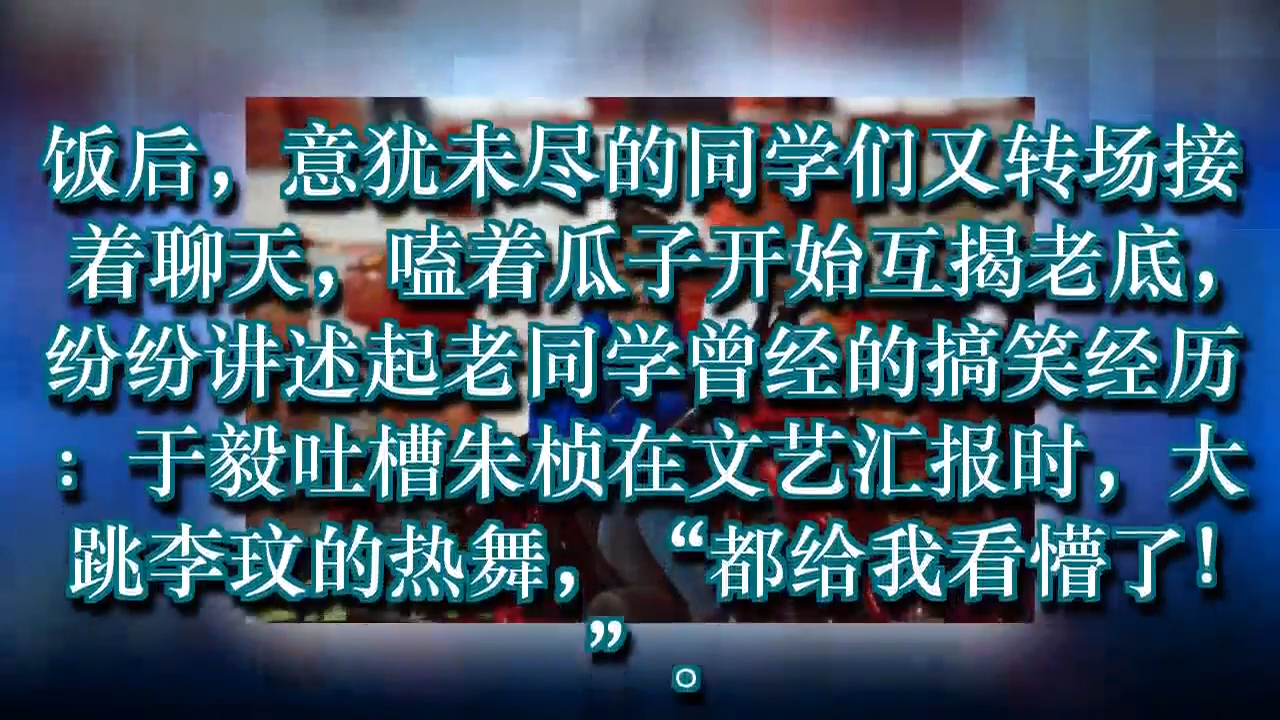 饭后，意犹未尽的同学们又转场接
着聊天，嗑着瓜子开始互揭老底，
纷纷讲述起老同学曾经的搞笑经历
：于毅吐槽朱桢在文艺汇报时，大
跳李玟的热舞，“都给我看懵了！
”。